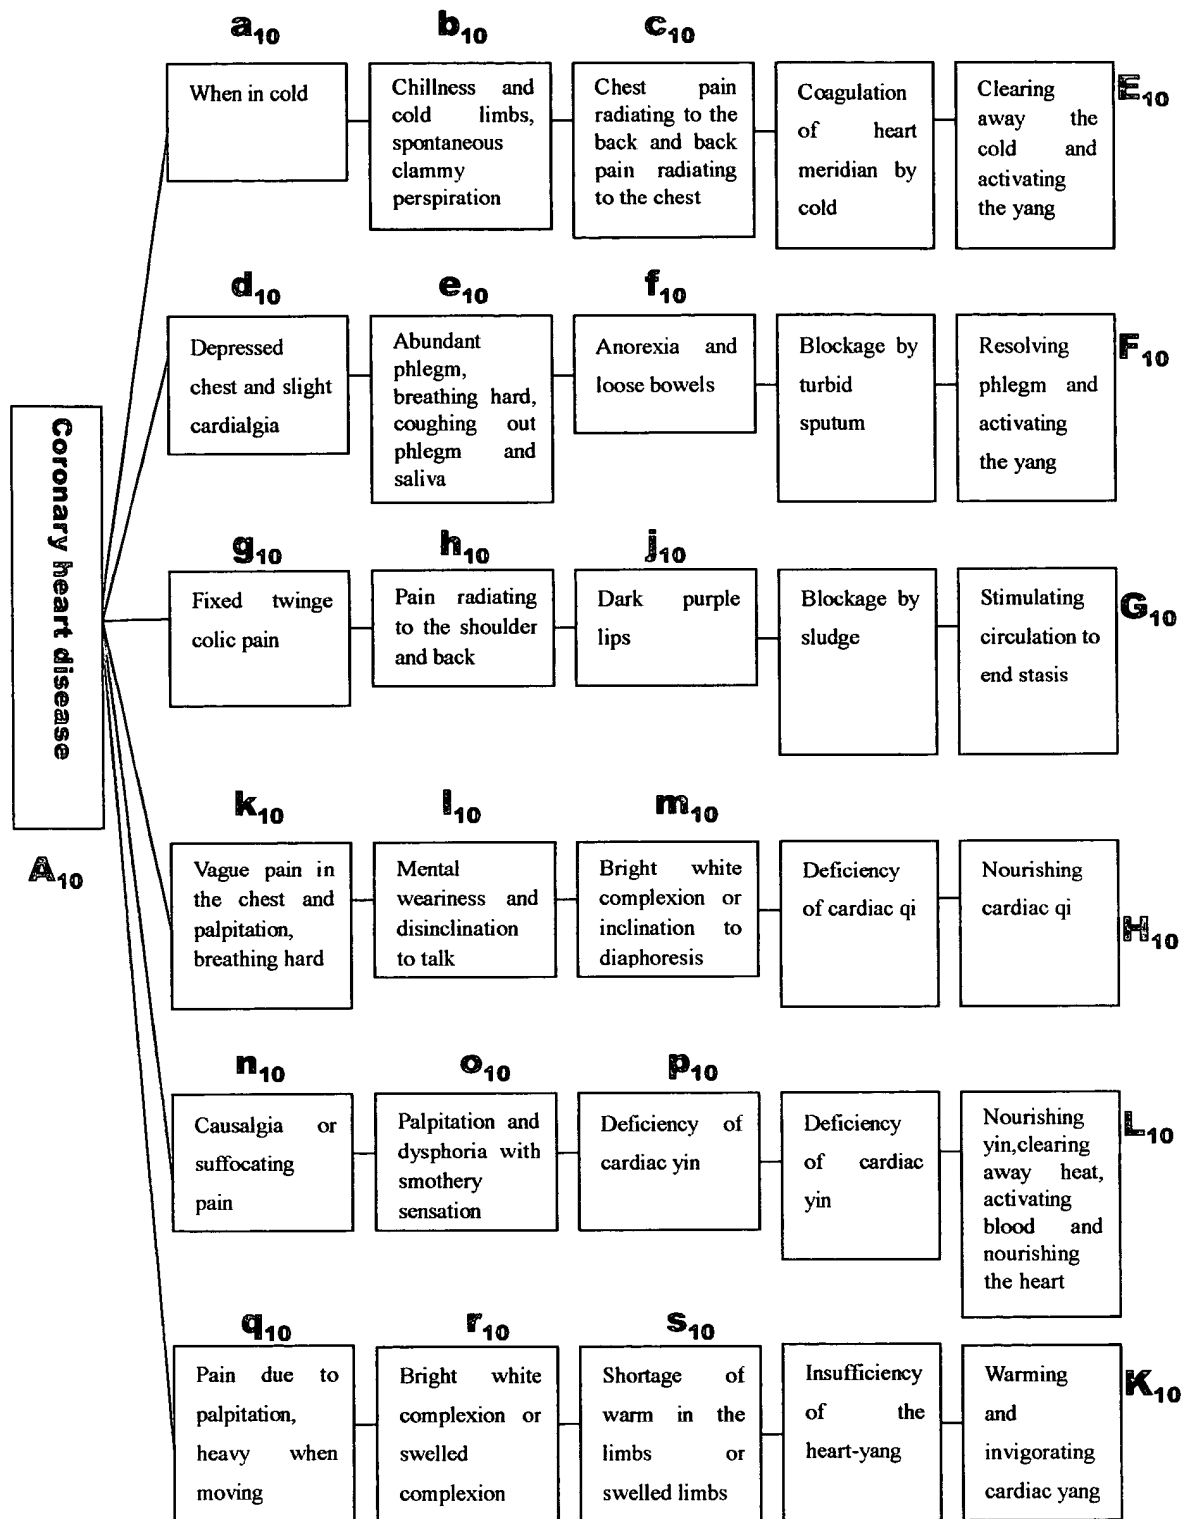 a10 b10 c10
When in cold
Chillness and
cold limbs,
spontaneous
clammy
perspiration
Chest pain
radiating to the
back and back
pain radiating
to the chest
Coagulation
of heart
meridian by
cold
Clearing
away the
cold and
activating
the yang
E10
d10 e10 f10
Depressed
chest and slight
cardialgia
Abundant
phlegm,
breathing hard,
coughing out
phlegm and
saliva
Anorexia and
loose bowels
Blockage by
turbid
sputum
Resolving
phlegm and
activating
the yang
F10
Coronary heart disease
A10
g10 h10 j10
Fixed twinge
colic pain
Pain radiating
to the shoulder
and back
Dark purple
lips
Blockage by
sludge
Stimulating
circulation to
end stasis
G10
k10 l10 m10
Vague pain in
the chest and
palpitation,
breathing hard
Mental
weariness and
disinclination
to talk
Bright white
complexion or
inclination to
diaphoresis
Deficiency
of cardiac qi
Nourishing
cardiac qi
H10
n10 o10 p10
Causalgia or
suffocating
pain
Palpitation and
dysphoria with
smothery
sensation
Deficiency of
cardiac yin
Deficiency
of cardiac
yin
Nourishing
yin,clearing
away heat,
activating
blood and
nourishing
the heart
L10
q10 r10 s10
Pain due to
palpitation,
heavy when
moving
Bright white
complexion or
swelled
complexion
Shortage of
warm in the
limbs or
swelled limbs
Insufficiency
of the
heart-yang
Warming
and
invigorating
cardiac yang
K10